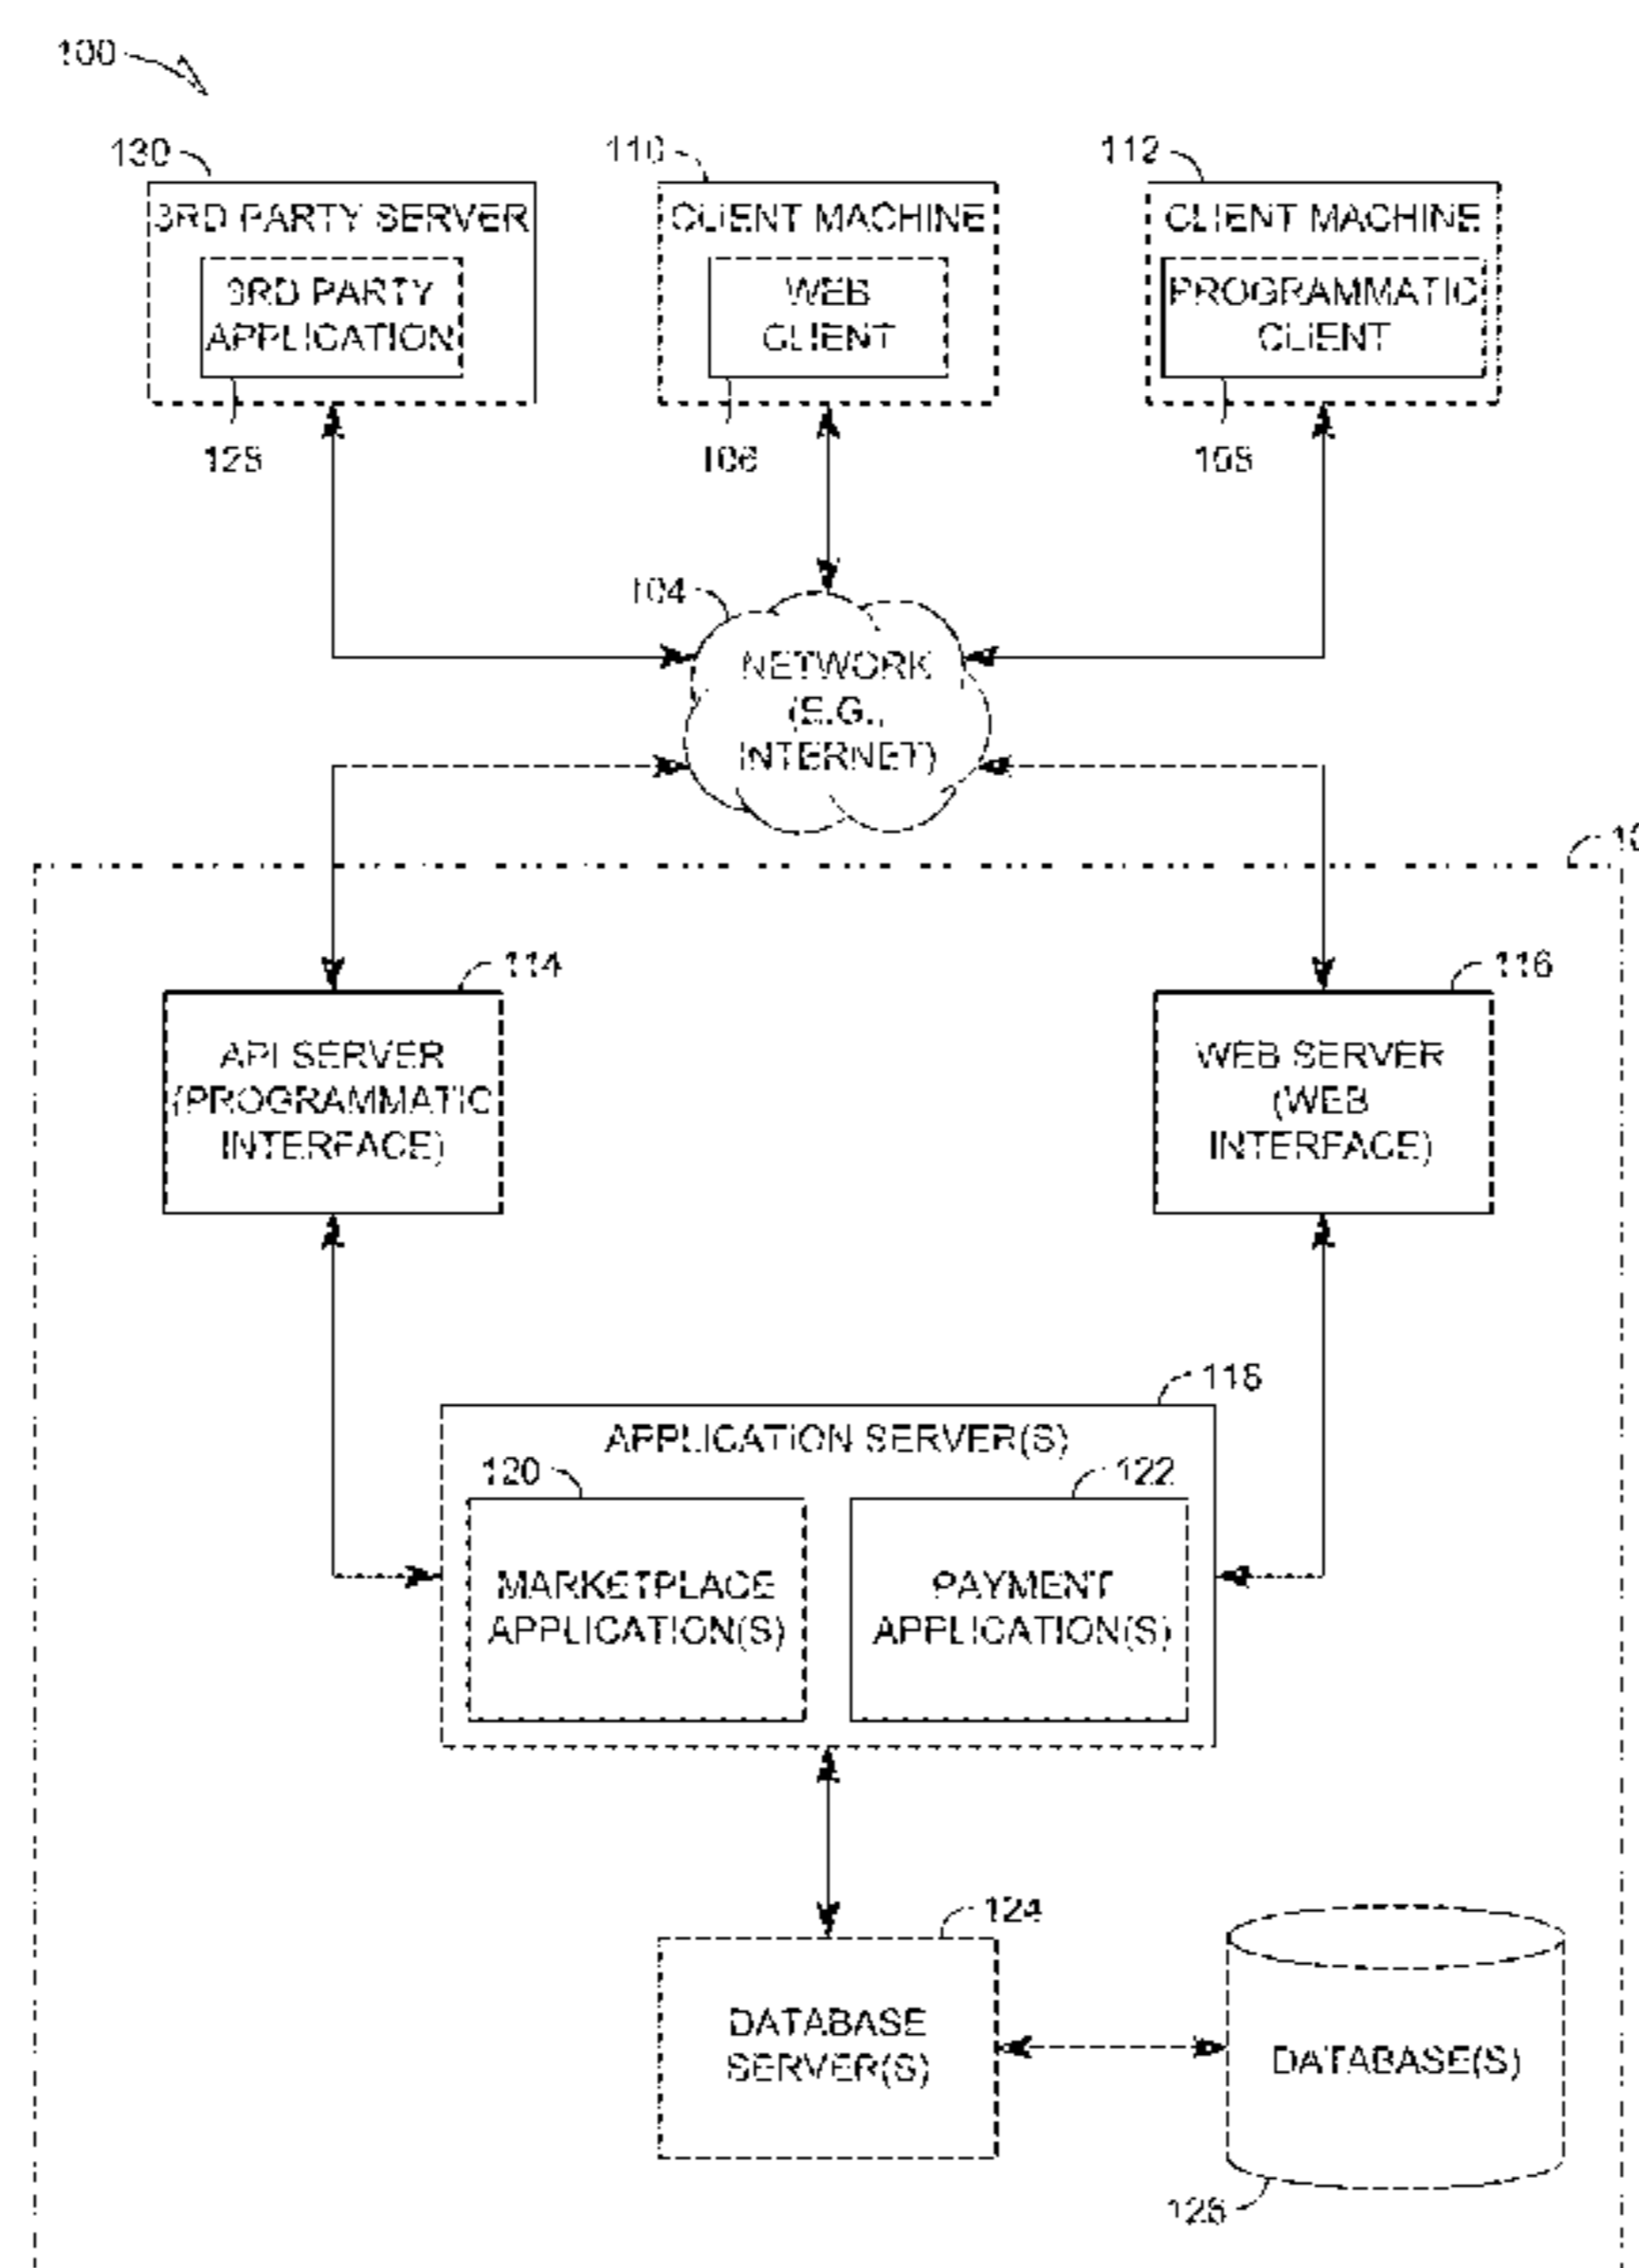 100
130
110
112
3RD PARTY SERVER
CLIENT MACHINE
CLIENT MACHINE
3RD PARTY
APPLICATION
WEB
CLIENT
PROGRAMMATIC
CLIENT
128
106
108
104
NETWORK
(E.G.,
INTERNET)
114
116
API SERVER
(PROGRAMMATIC
INTERFACE)
WEB SERVER
(WEB
INTERFACE)
118
APPLICATION SERVER(S)
120
122
MARKETPLACE
APPLICATION(S)
PAYMENT
APPLICATION(S)
124
DATABASE
SERVER(S)
DATABASE(S)